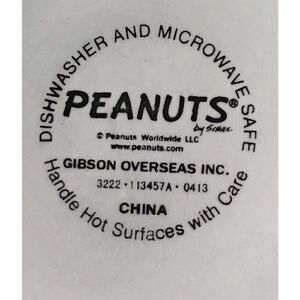 DISHWASHER AND MICROWAVE SAFE
PEANUTS®
by Schulz
© Peanuts Worldwide LLC
www.peanuts.com
GIBSON OVERSEAS INC.
3222 · 113457A · 0413
CHINA
Handle Hot Surfaces with Care